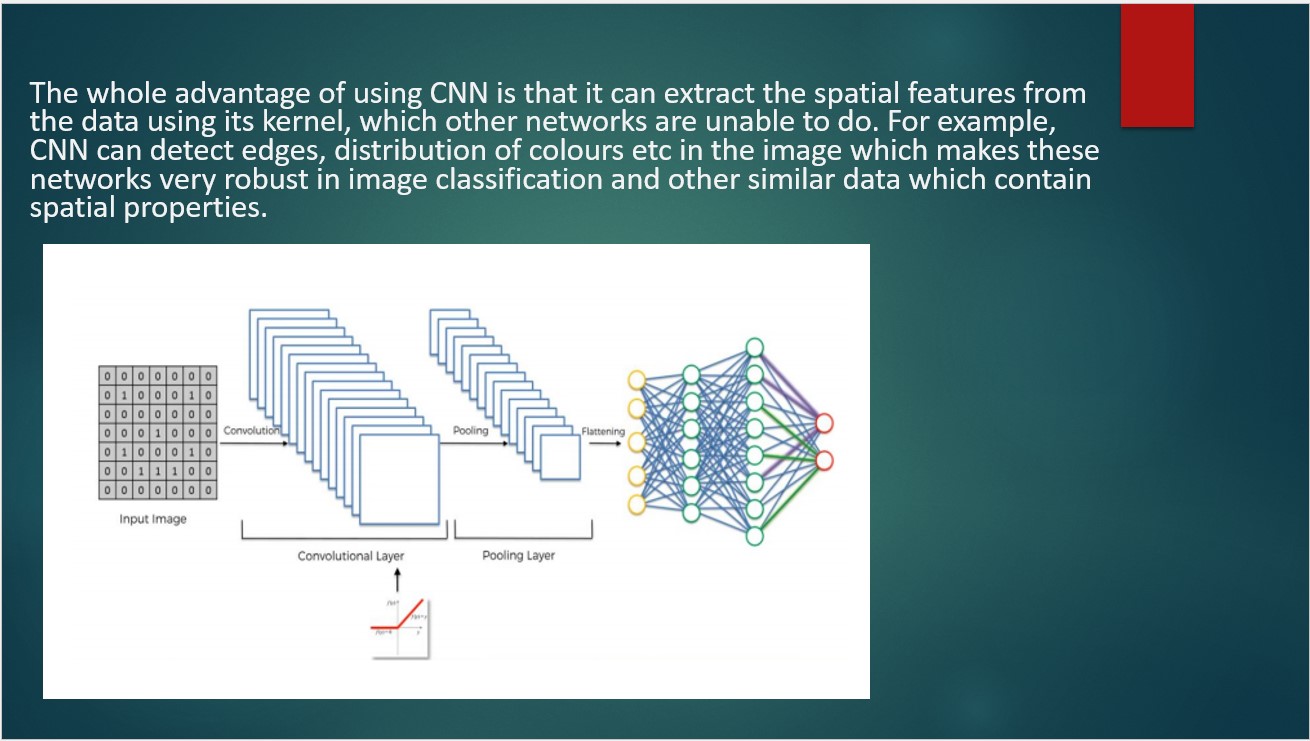 The whole advantage of using CNN is that it can extract the spatial features from
the data using its kernel, which other networks are unable to do. For example,
CNN can detect edges, distribution of colours etc in the image which makes these
networks very robust in image classification and other similar data which contain
spatial properties.
0 0 0 0 0 0 0
0 1 0 0 0 1 0
0 0 0 0 0 0 0
0 0 0 1 0 0 0
0 1 0 0 0 1 0
0 0 1 1 1 0 0
0 0 0 0 0 0 0
Input Image
Convolution
Pooling
Flattening
Convolutional Layer
Pooling Layer